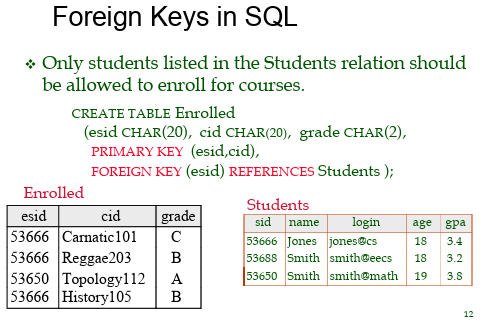 Foreign Keys in SQL
❖ Only students listed in the Students relation should
be allowed to enroll for courses.
CREATE TABLE Enrolled
(esid CHAR(20), cid CHAR(20), grade CHAR(2),
PRIMARY KEY (esid,cid),
FOREIGN KEY (esid) REFERENCES Students );
Enrolled
esid cid grade
53666 Carnatic101 C
53666 Reggae203 B
53650 Topology112 A
53666 History105 B
Students
sid name login age gpa
53666 Jones jones@cs 18 3.4
53688 Smith smith@eecs 18 3.2
53650 Smith smith@math 19 3.8
12